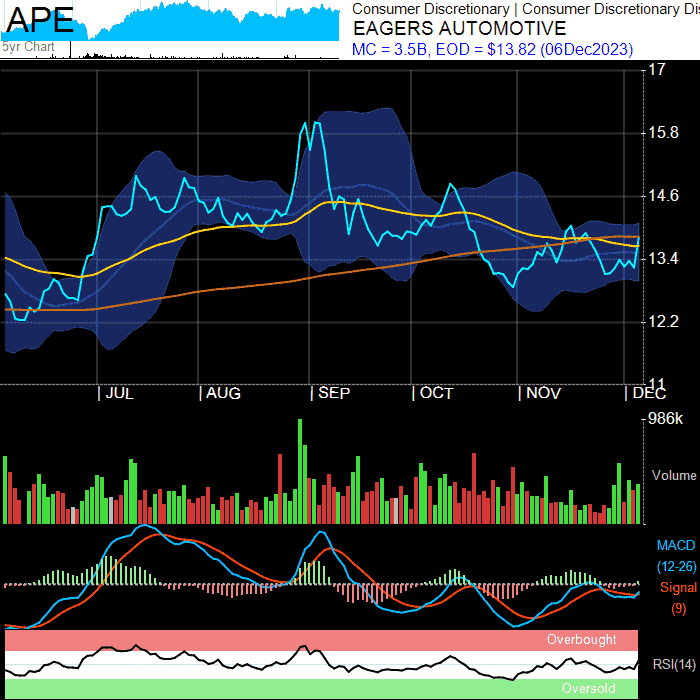 APE
5yr Chart
Consumer Discretionary | Consumer Discretionary Dis
EAGERS AUTOMOTIVE
MC = 3.5B, EOD = $13.82 (06Dec2023)
17
15.8
14.6
13.4
12.2
11
| JUL | AUG | SEP | OCT | NOV | DEC
986k
Volume
MACD
(12-26)
Signal
(9)
Overbought
RSI(14)
Oversold